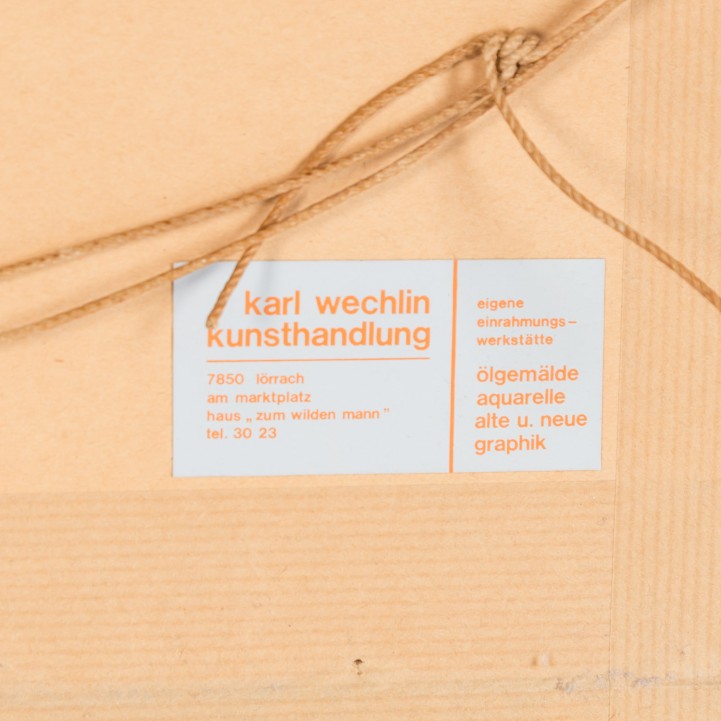 karl wechlin
kunsthandlung
7850 lörrach
am marktplatz
haus „zum wilden mann”
tel. 30 23
eigene
einrahmungs–
werkstätte
ölgemälde
aquarelle
alte u. neue
graphik